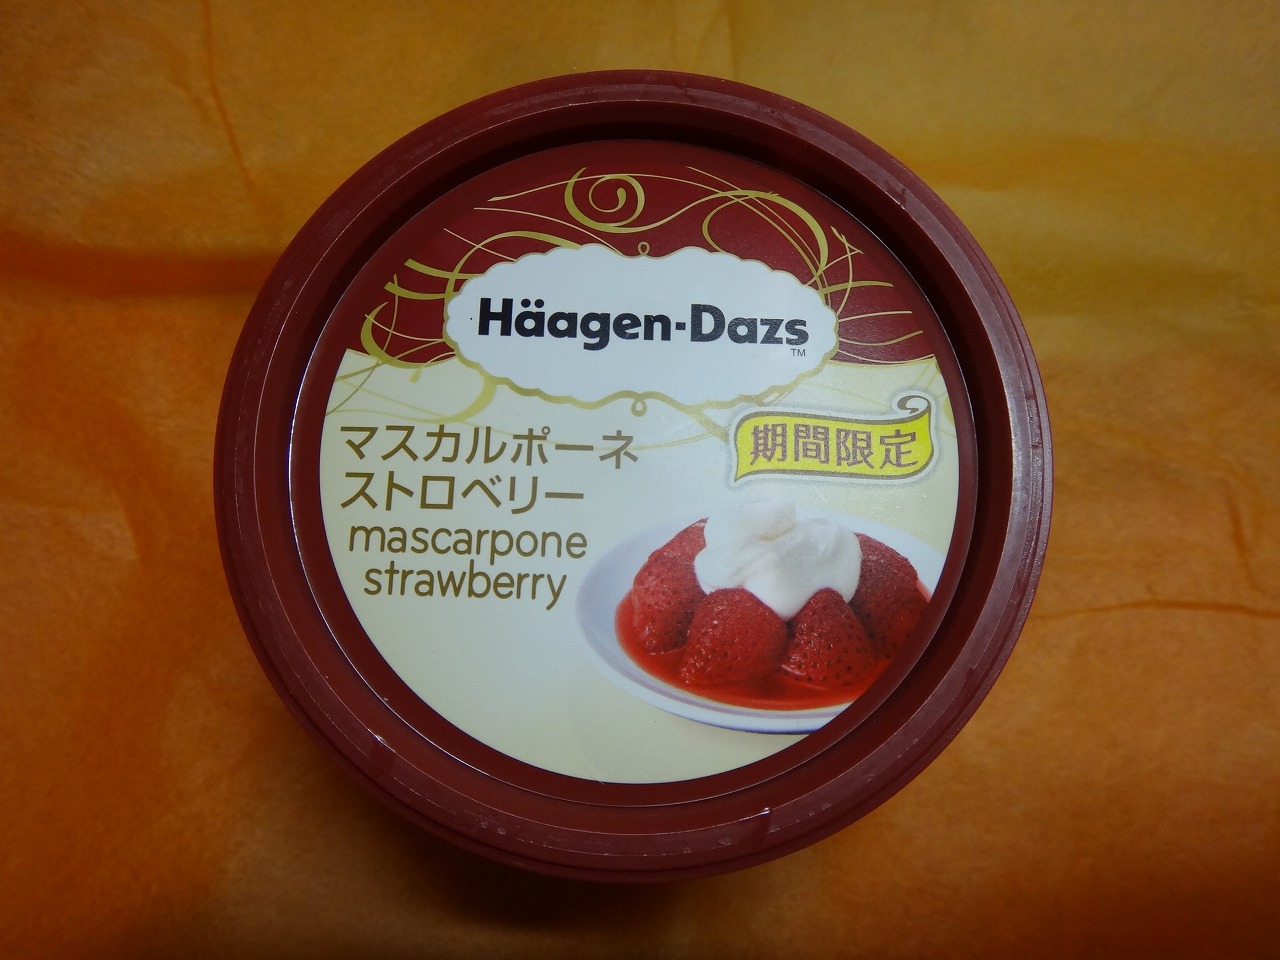 Häagen-Dazs
TM
期間限定
マスカルポーネ
ストロベリー
mascarpone
strawberry